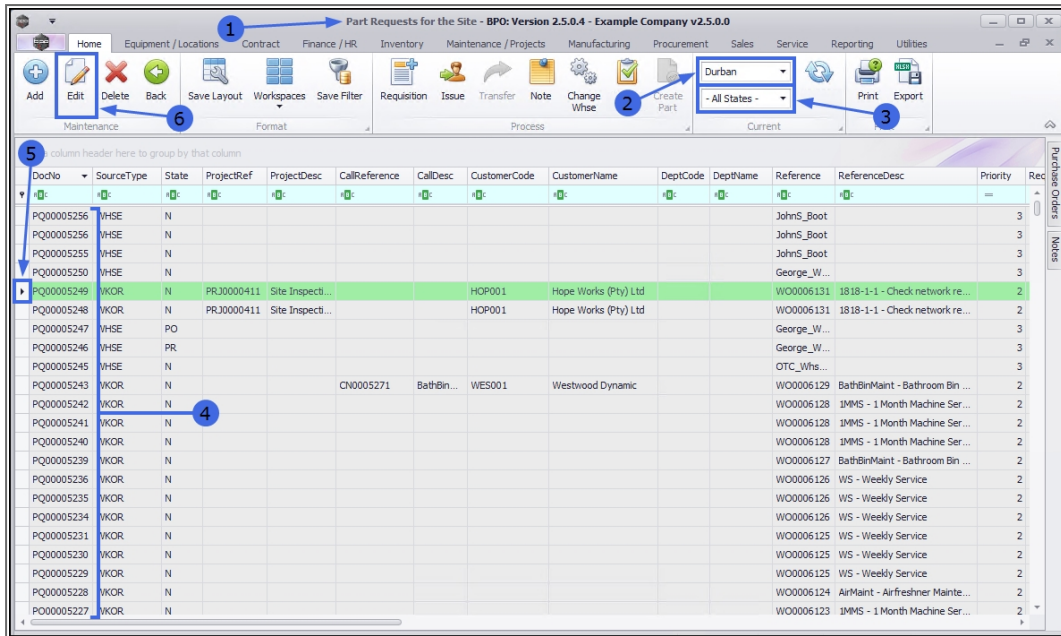 Part Requests for the Site - BPO: Version 2.5.0.4 - Example Company v2.5.0.0
1
Home Equipment / Locations Contract Finance / HR Inventory Maintenance / Projects Manufacturing Procurement Sales Service Reporting Utilities
Durban
- All States -
Add Edit Delete Back Save Layout Workspaces Save Filter Requisition Issue Transfer Note Change Whse 2 Create Part Print Export
6 3
Maintenance Format Process Current
5 column header here to group by that column
DocNo SourceType State ProjectRef ProjectDesc CallReference CallDesc CustomerCode CustomerName DeptCode DeptName Reference ReferenceDesc Priority Rec
PQ00005256 WHSE N JohnS_Boot 3
PQ00005256 WHSE N JohnS_Boot 3
PQ00005255 WHSE N JohnS_Boot 3
PQ00005250 WHSE N George_W... 3
PQ00005249 WKOR N PRJ0000411 Site Inspecti... HOP001 Hope Works (Pty) Ltd WO0006131 1818-1-1 - Check network re... 2
PQ00005248 WKOR N PRJ0000411 Site Inspecti... HOP001 Hope Works (Pty) Ltd WO0006131 1818-1-1 - Check network re... 2
PQ00005247 WHSE PO George_W... 3
PQ00005246 WHSE PR George_W... 3
PQ00005245 WHSE N OTC_Whs... 3
PQ00005243 WKOR N CN0005271 BathBin... WES001 Westwood Dynamic WO0006129 BathBinMaint - Bathroom Bin ... 2
PQ00005242 WKOR N WO0006128 1MMS - 1 Month Machine Ser... 2
4
PQ00005241 WKOR N WO0006128 1MMS - 1 Month Machine Ser... 2
PQ00005240 WKOR N WO0006128 1MMS - 1 Month Machine Ser... 2
PQ00005239 WKOR N WO0006127 BathBinMaint - Bathroom Bin ... 2
PQ00005236 WKOR N WO0006126 WS - Weekly Service 2
PQ00005235 WKOR N WO0006126 WS - Weekly Service 2
PQ00005234 WKOR N WO0006126 WS - Weekly Service 2
PQ00005231 WKOR N WO0006125 WS - Weekly Service 2
PQ00005230 WKOR N WO0006125 WS - Weekly Service 2
PQ00005229 WKOR N WO0006125 WS - Weekly Service 2
PQ00005228 WKOR N WO0006124 AirMaint - Airfreshner Mainte... 2
PQ00005227 WKOR N WO0006123 1MMS - 1 Month Machine Ser... 2
Purchase Orders
Notes